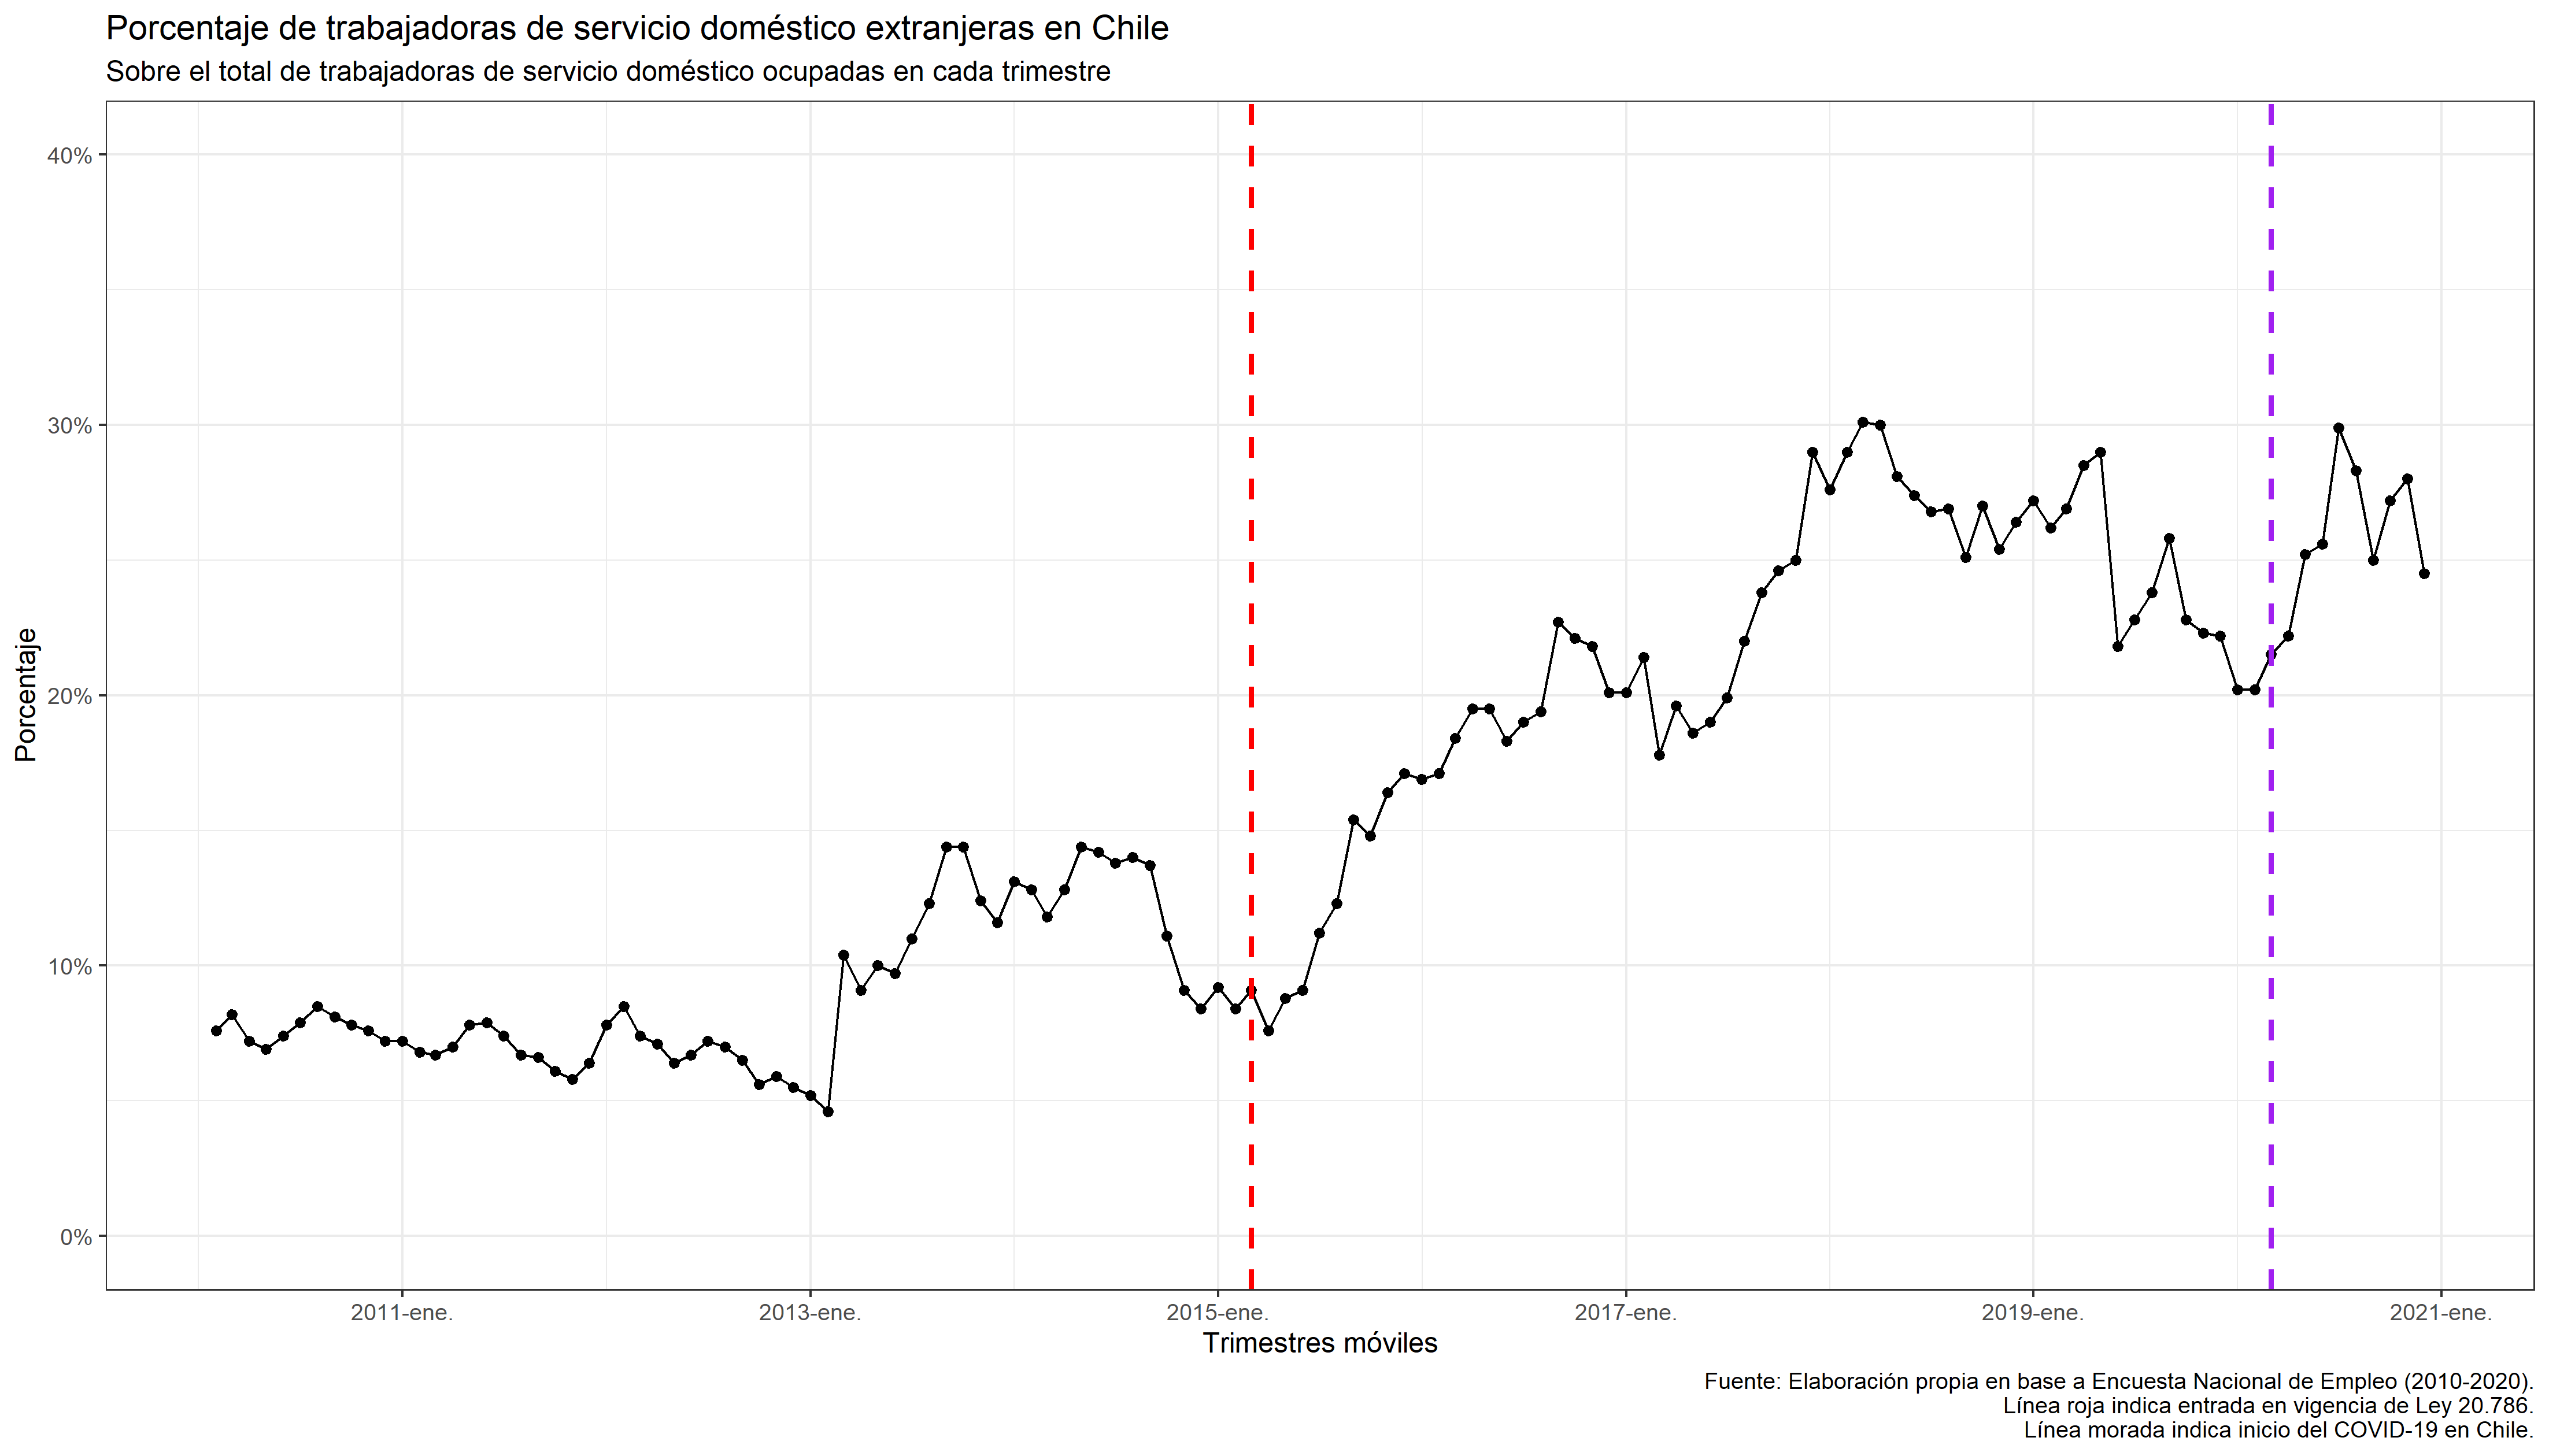 Porcentaje de trabajadoras de servicio doméstico extranjeras en Chile
Sobre el total de trabajadoras de servicio doméstico ocupadas en cada trimestre
Porcentaje
40%
30%
20%
10%
0%
2011-ene.
2013-ene.
2015-ene.
2017-ene.
2019-ene.
2021-ene.
Trimestres móviles
Fuente: Elaboración propia en base a Encuesta Nacional de Empleo (2010-2020).
Línea roja indica entrada en vigencia de Ley 20.786.
Línea morada indica inicio del COVID-19 en Chile.